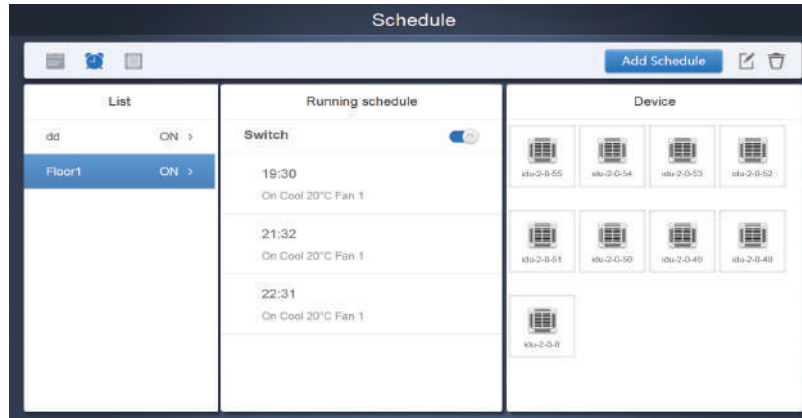 Schedule
Add Schedule
List
Running schedule
Device
dd ON >
Floor1 ON >
Switch
19:30
On Cool 20°C Fan 1
21:32
On Cool 20°C Fan 1
22:31
On Cool 20°C Fan 1
idu-2-0-55 idu-2-0-54 idu-2-0-53 idu-2-0-52
idu-2-0-51 idu-2-0-50 idu-2-0-49 idu-2-0-48
idu-2-0-0